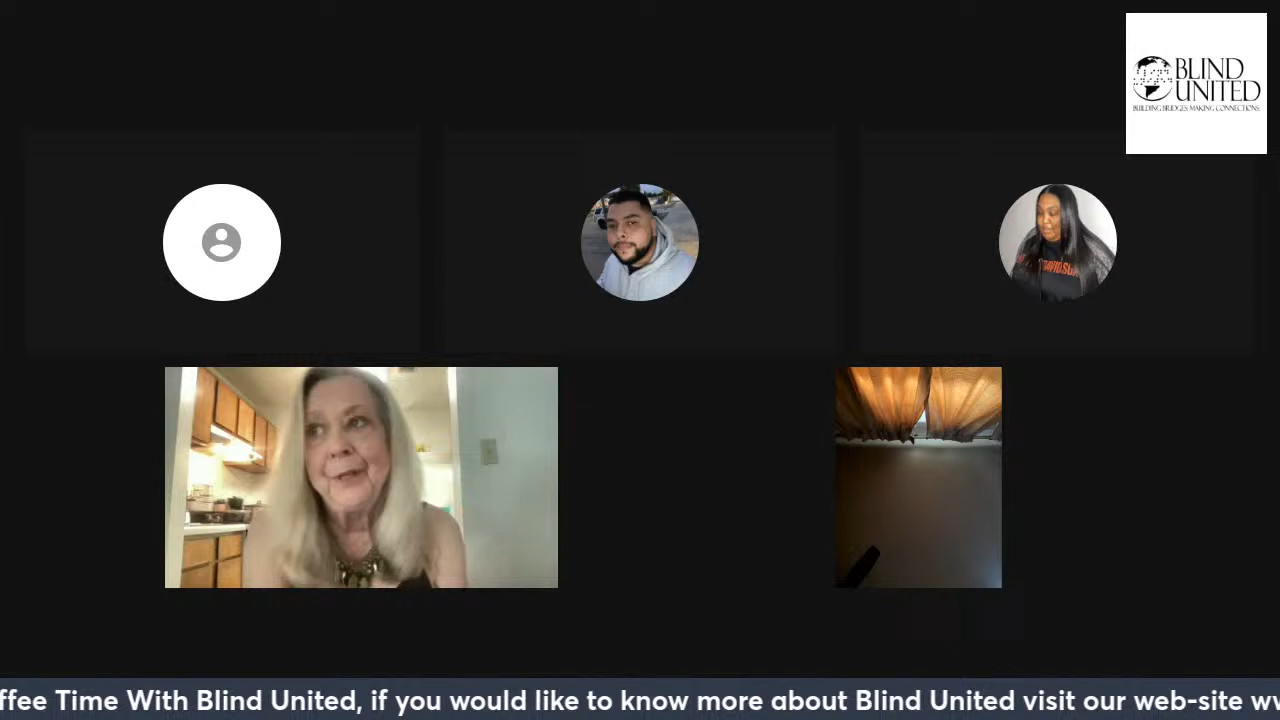 BLIND
UNITED
BUILDING BRIDGES, MAKING CONNECTIONS.
ffee Time With Blind United, if you would like to know more about Blind United visit our web-site